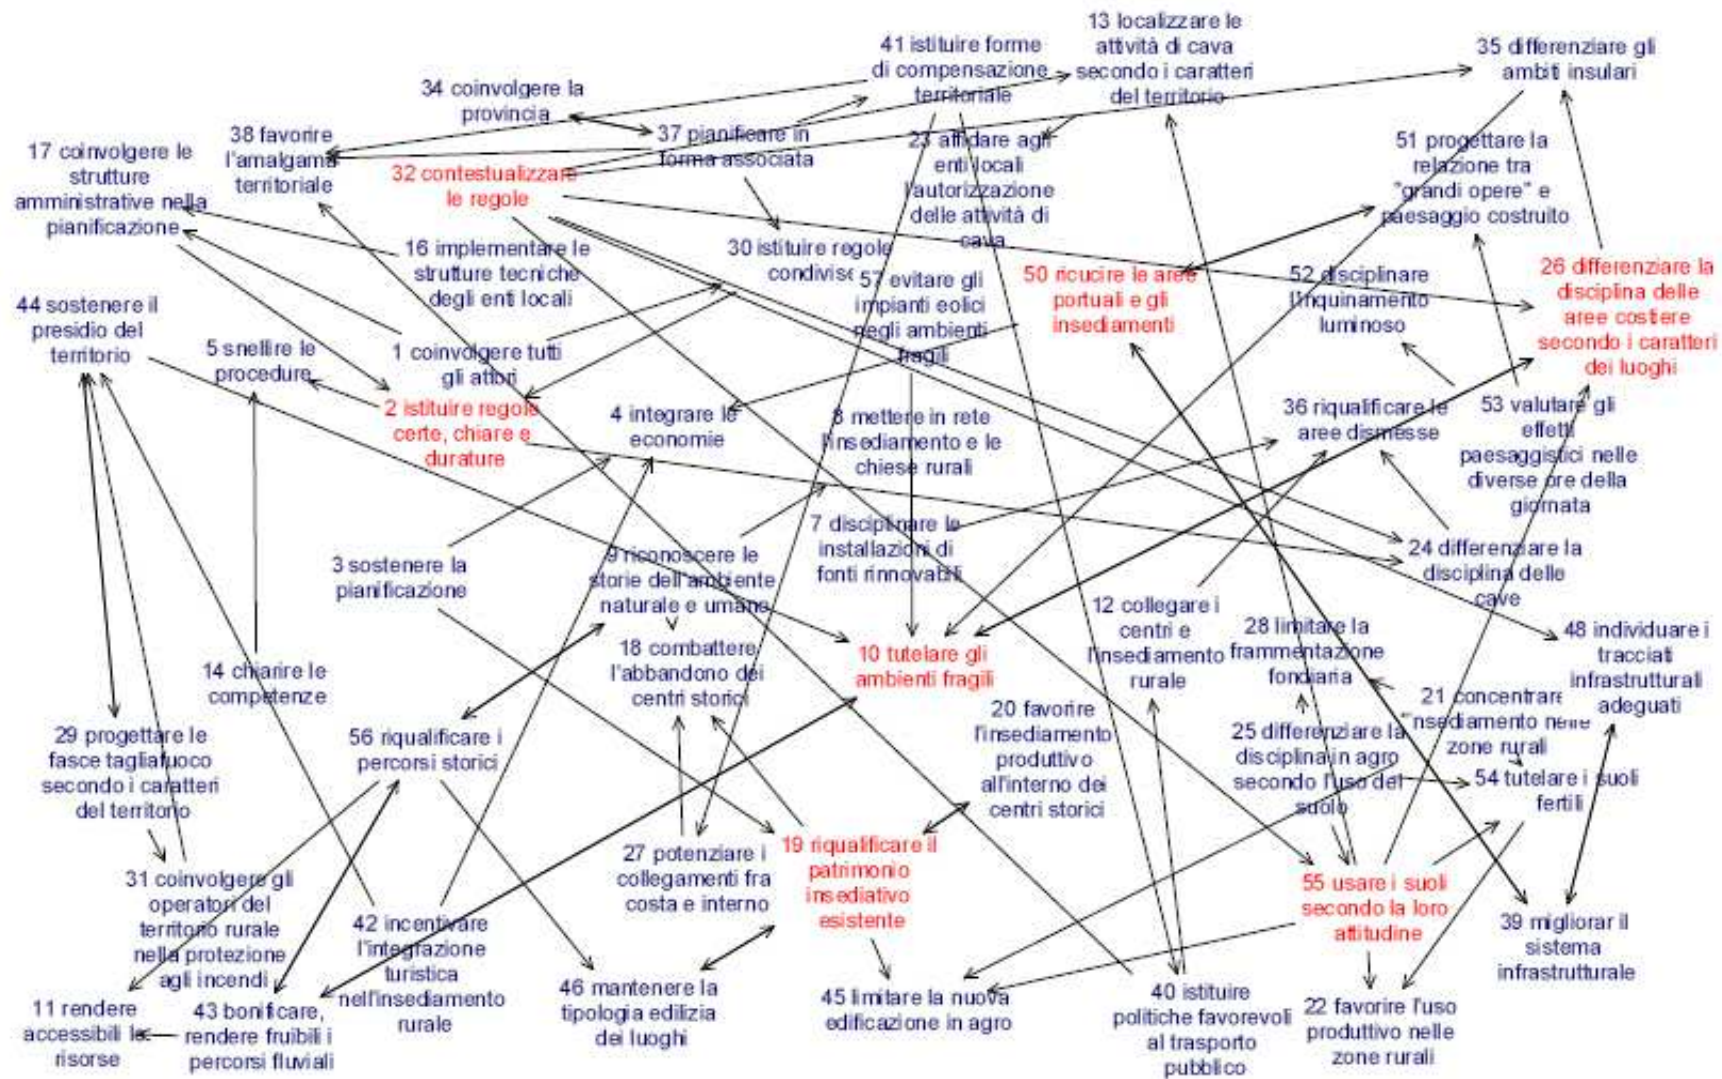 13 localizzare le
attività di cava
secondo i caratteri
del territorio
41 istituire forme
di compensazione
territoriale
35 differenziare gli
ambiti insulari
34 coinvolgere la
provincia
38 favorire
l'amalgama
territoriale
37 pianificare in
forma associata
23 affidare agli
enti locali
l'autorizzazione
delle attività di
cava
51 progettare la
relazione tra
"grandi opere" e
paesaggio costruito
17 coinvolgere le
strutture
amministrative nella
pianificazione
32 contestualizzare
le regole
16 implementare le
strutture tecniche
degli enti locali
30 istituire regole
condivise
57 evitare gli
impianti eolici
negli ambienti
fragili
50 ricucire le aree
portuali e gli
insediamenti
52 disciplinare
l'inquinamento
luminoso
26 differenziare la
disciplina delle
aree costiere
secondo i caratteri
dei luoghi
44 sostenere il
presidio del
territorio
5 snellire le
procedure
1 coinvolgere tutti
gli attori
2 istituire regole
certe, chiare e
durature
4 integrare le
economie
8 mettere in rete
l'insediamento e le
chiese rurali
36 riqualificare le
aree dismesse
53 valutare gli
effetti
paesaggistici nelle
diverse ore della
giornata
7 disciplinare le
installazioni di
fonti rinnovabili
3 sostenere la
pianificazione
9 riconoscere le
storie dell'ambiente
naturale e umano
24 differenziare la
disciplina delle
cave
12 collegare i
centri e
l'insediamento
rurale
28 limitare la
frammentazione
fondiaria
48 individuare i
tracciati
infrastrutturali
adeguati
14 chiarire le
competenze
18 combattere
l'abbandono dei
centri storici
10 tutelare gli
ambienti fragili
20 favorire
l'insediamento
produttivo
all'interno dei
centri storici
21 concentrare
nsediamento nelle
zone rurali
25 differenziare la
disciplina in agro
secondo l'uso del
suolo
54 tutelare i suoli
fertili
29 progettare le
fasce tagliafuoco
secondo i caratteri
del territorio
56 riqualificare i
percorsi storici
27 potenziare i
collegamenti fra
costa e interno
19 riqualificare il
patrimonio
insediativo
esistente
55 usare i suoli
secondo la loro
attitudine
39 migliorar il
sistema
infrastrutturale
31 coinvolgere gli
operatori del
territorio rurale
nella protezione
agli incendi
42 incentivare
l'integrazione
turistica
nell'insediamento
rurale
11 rendere
accessibili le
risorse
43 bonificare,
rendere fruibili i
percorsi fluviali
46 mantenere la
tipologia edilizia
dei luoghi
45 limitare la nuova
edificazione in agro
40 istituire
politiche favorevoli
al trasporto
pubblico
22 favorire l'uso
produttivo nelle
zone rurali